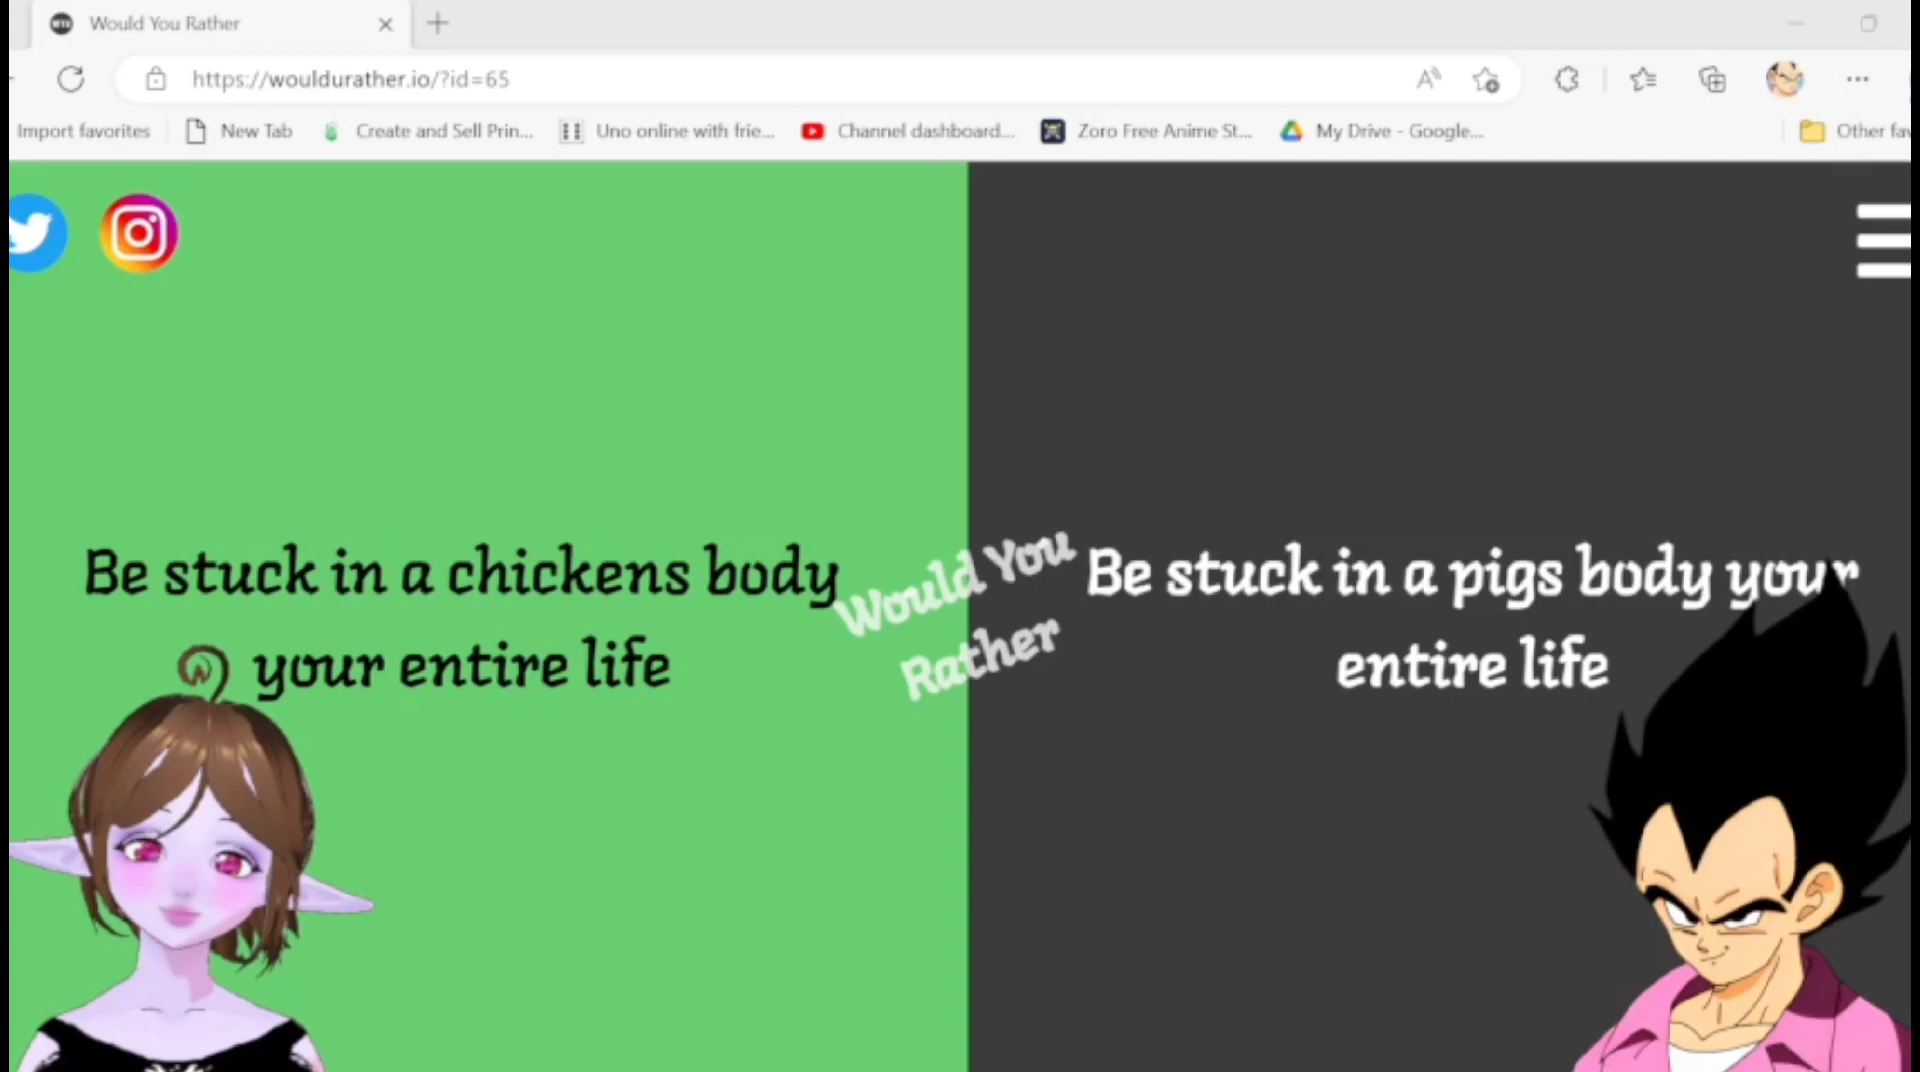 Would You Rather
https://wouldurather.io/?id=65
Import favorites
New Tab
Create and Sell Prin...
Uno online with frie...
Channel dashboard...
Zoro Free Anime St...
My Drive - Google...
Other fav
Be stuck in a chickens body
your entire life
Would You
Rather
Be stuck in a pigs body your
entire life